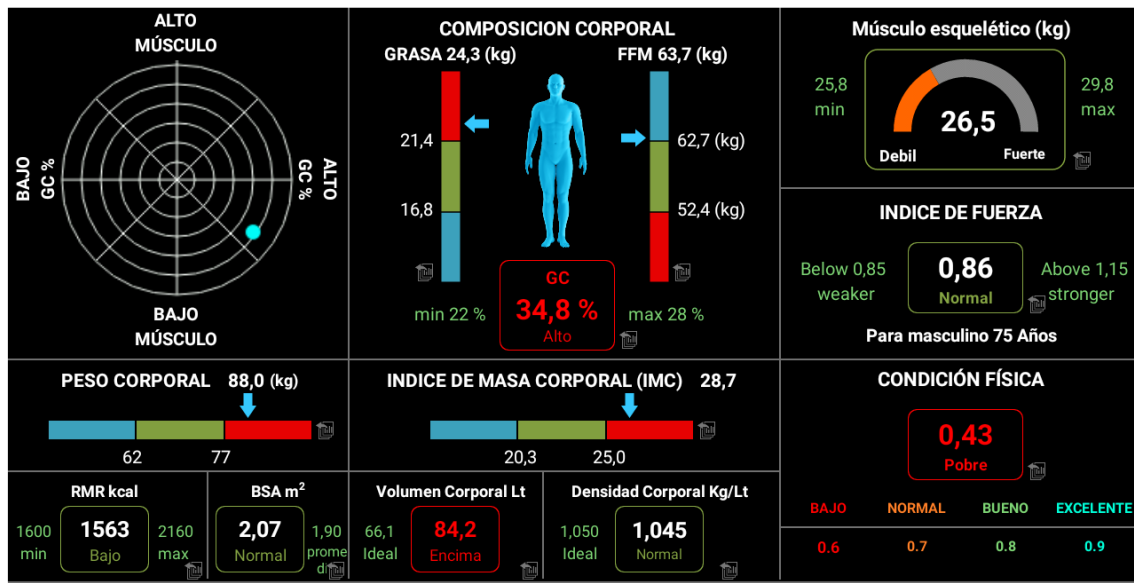 ALTO
MÚSCULO
BAJO
GC %
ALTO
GC %
BAJO
MÚSCULO
COMPOSICION CORPORAL
GRASA 24,3 (kg)
FFM 63,7 (kg)
21,4
62,7 (kg)
16,8
52,4 (kg)
GC
34,8 %
Alto
min 22 %
max 28 %
Músculo esquelético (kg)
25,8
min
29,8
max
26,5
Debil
Fuerte
INDICE DE FUERZA
Below 0,85
weaker
0,86
Normal
Above 1,15
stronger
Para masculino 75 Años
PESO CORPORAL 88,0 (kg)
62
77
INDICE DE MASA CORPORAL (IMC) 28,7
20,3
25,0
CONDICIÓN FÍSICA
0,43
Pobre
BAJO
NORMAL
BUENO
EXCELENTE
0.6
0.7
0.8
0.9
RMR kcal
1600
min
1563
Bajo
2160
max
BSA m²
2,07
Normal
1,90
prome
di
Volumen Corporal Lt
66,1
Ideal
84,2
Encima
Densidad Corporal Kg/Lt
1,050
Ideal
1,045
Normal